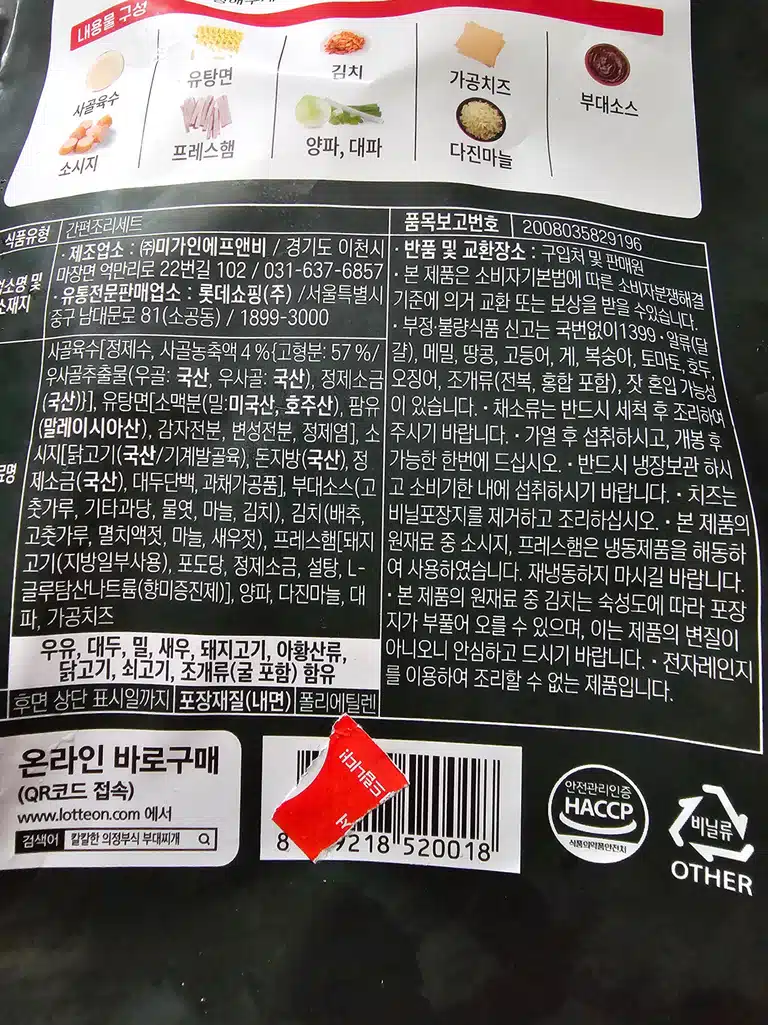 내용물 구성
사골육수
유탕면
김치
가공치즈
부대소스
소시지
프레스햄
양파, 대파
다진마늘
식품유형 간편조리세트
품목보고번호 2008035829196
· 제조업소 : ㈜미가인에프앤비 / 경기도 이천시
마장면 억만리로 22번길 102 / 031-637-6857
· 유통전문판매업소 : 롯데쇼핑(주) /서울특별시
중구 남대문로 81(소공동) / 1899-3000
사골육수[정제수, 사골농축액 4 %{고형분: 57 %/
우사골추출물(우골: 국산, 우사골: 국산), 정제소금
(국산)}], 유탕면[소맥분(밀:미국산, 호주산), 팜유
(말레이시아산), 감자전분, 변성전분, 정제염], 소
시지[닭고기(국산/기계발골육), 돈지방(국산), 정
제소금(국산), 대두단백, 과채가공품], 부대소스(고
춧가루, 기타과당, 물엿, 마늘, 김치), 김치(배추,
고춧가루, 멸치액젓, 마늘, 새우젓), 프레스햄[돼지
고기(지방일부사용), 포도당, 정제소금, 설탕, L-
글루탐산나트륨(향미증진제)], 양파, 다진마늘, 대
파, 가공치즈
우유, 대두, 밀, 새우, 돼지고기, 아황산류,
닭고기, 쇠고기, 조개류(굴 포함) 함유
후면 상단 표시일까지 포장재질(내면) 폴리에틸렌
· 반품 및 교환장소 : 구입처 및 판매원
· 본 제품은 소비자기본법에 따른 소비자분쟁해결
기준에 의거 교환 또는 보상을 받을 수있습니다.
· 부정·불량식품 신고는 국번없이1399 · 알류(달
걀), 메밀, 땅콩, 고등어, 게, 복숭아, 토마토, 호두,
오징어, 조개류(전복, 홍합 포함), 잣 혼입 가능성
이 있습니다. · 채소류는 반드시 세척 후 조리하여
주시기 바랍니다. · 가열 후 섭취하시고, 개봉 후
가능한 한번에 드십시오. · 반드시 냉장보관 하시
고 소비기한 내에 섭취하시기 바랍니다. · 치즈는
비닐포장지를 제거하고 조리하십시오. · 본 제품의
원재료 중 소시지, 프레스햄은 냉동제품을 해동하
여 사용하였습니다. 재냉동하지 마시길 바랍니다.
· 본 제품의 원재료 중 김치는 숙성도에 따라 포장
지가 부풀어 오를 수 있으며, 이는 제품의 변질이
아니오니 안심하고 드시기 바랍니다. · 전자레인지
를 이용하여 조리할 수 없는 제품입니다.
온라인 바로구매
(QR코드 접속)
www.lotteon.com 에서
검색어 칼칼한 의정부식 부대찌개
8 9218 520018
안전관리인증
HACCP
식품의약품안전처
비닐류
OTHER